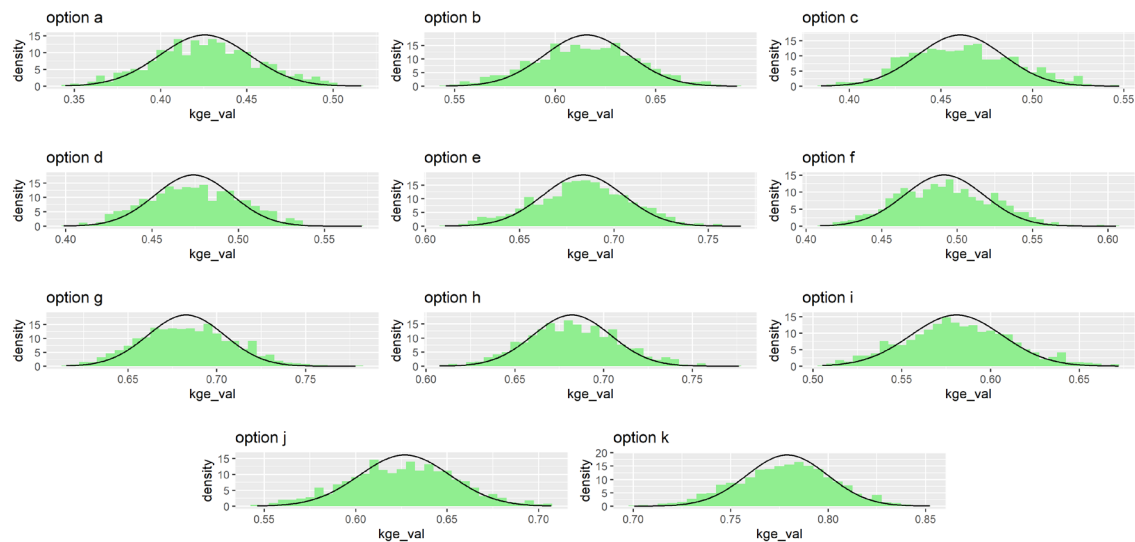 option a
option b
option c
density
15
10
5
0
0.35
0.40
0.45
0.50
kge_val
density
15
10
5
0
0.55
0.60
0.65
kge_val
density
15
10
5
0
0.40
0.45
0.50
0.55
kge_val
option d
option e
option f
density
15
10
5
0
0.40
0.45
0.50
0.55
kge_val
density
15
10
5
0
0.60
0.65
0.70
0.75
kge_val
density
15
10
5
0
0.40
0.45
0.50
0.55
0.60
kge_val
option g
option h
option i
density
15
10
5
0
0.65
0.70
0.75
kge_val
density
15
10
5
0
0.60
0.65
0.70
0.75
kge_val
density
15
10
5
0
0.50
0.55
0.60
0.65
kge_val
option j
option k
density
15
10
5
0
0.55
0.60
0.65
0.70
kge_val
density
20
15
10
5
0
0.70
0.75
0.80
0.85
kge_val